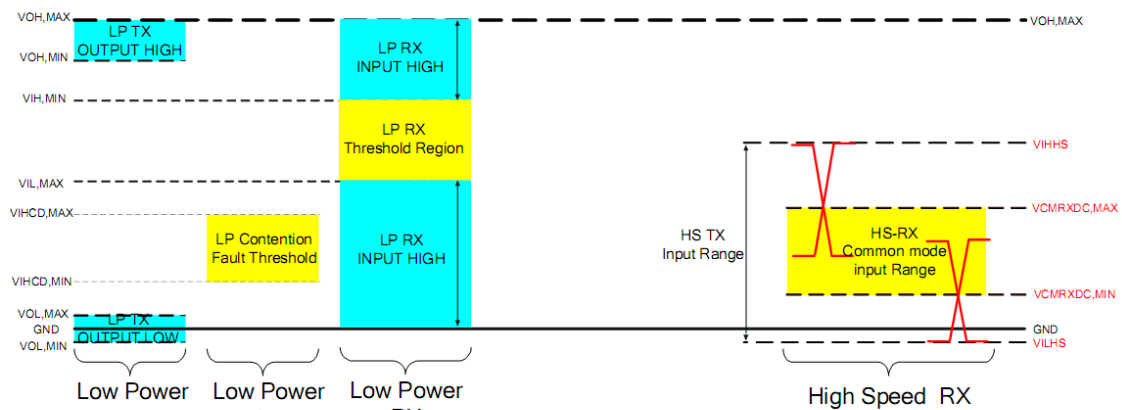 VOH,MAX
LP TX
OUTPUT HIGH
VOH,MIN
VIH,MIN
VIL,MAX
VIHCD,MAX
VIHCD,MIN
VOL,MAX
GND
VOL,MIN
LP TX
OUTPUT LOW
LP Contention
Fault Threshold
LP RX
INPUT HIGH
LP RX
Threshold Region
LP RX
INPUT HIGH
HS TX
Input Range
HS-RX
Common mode
input Range
VOH,MAX
VIHHS
VCMRXDC,MAX
VCMRXDC,MIN
GND
VILHS
Low Power
Low Power
Low Power
High Speed RX